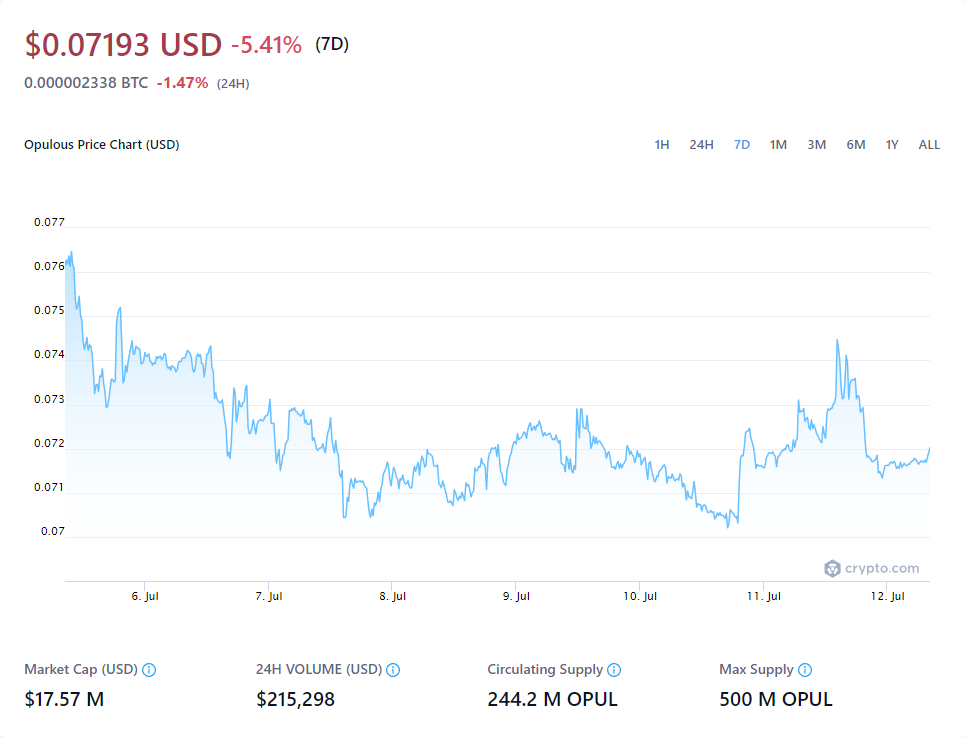 $0.07193 USD -5.41% (7D)
0.000002338 BTC -1.47% (24H)
Opulous Price Chart (USD) 1H 24H 7D 1M 3M 6M 1Y ALL
0.077
0.076
0.075
0.074
0.073
0.072
0.071
0.07
crypto.com
6. Jul 7. Jul 8. Jul 9. Jul 10. Jul 11. Jul 12. Jul
Market Cap (USD) 24H VOLUME (USD) Circulating Supply Max Supply
$17.57 M $215,298 244.2 M OPUL 500 M OPUL